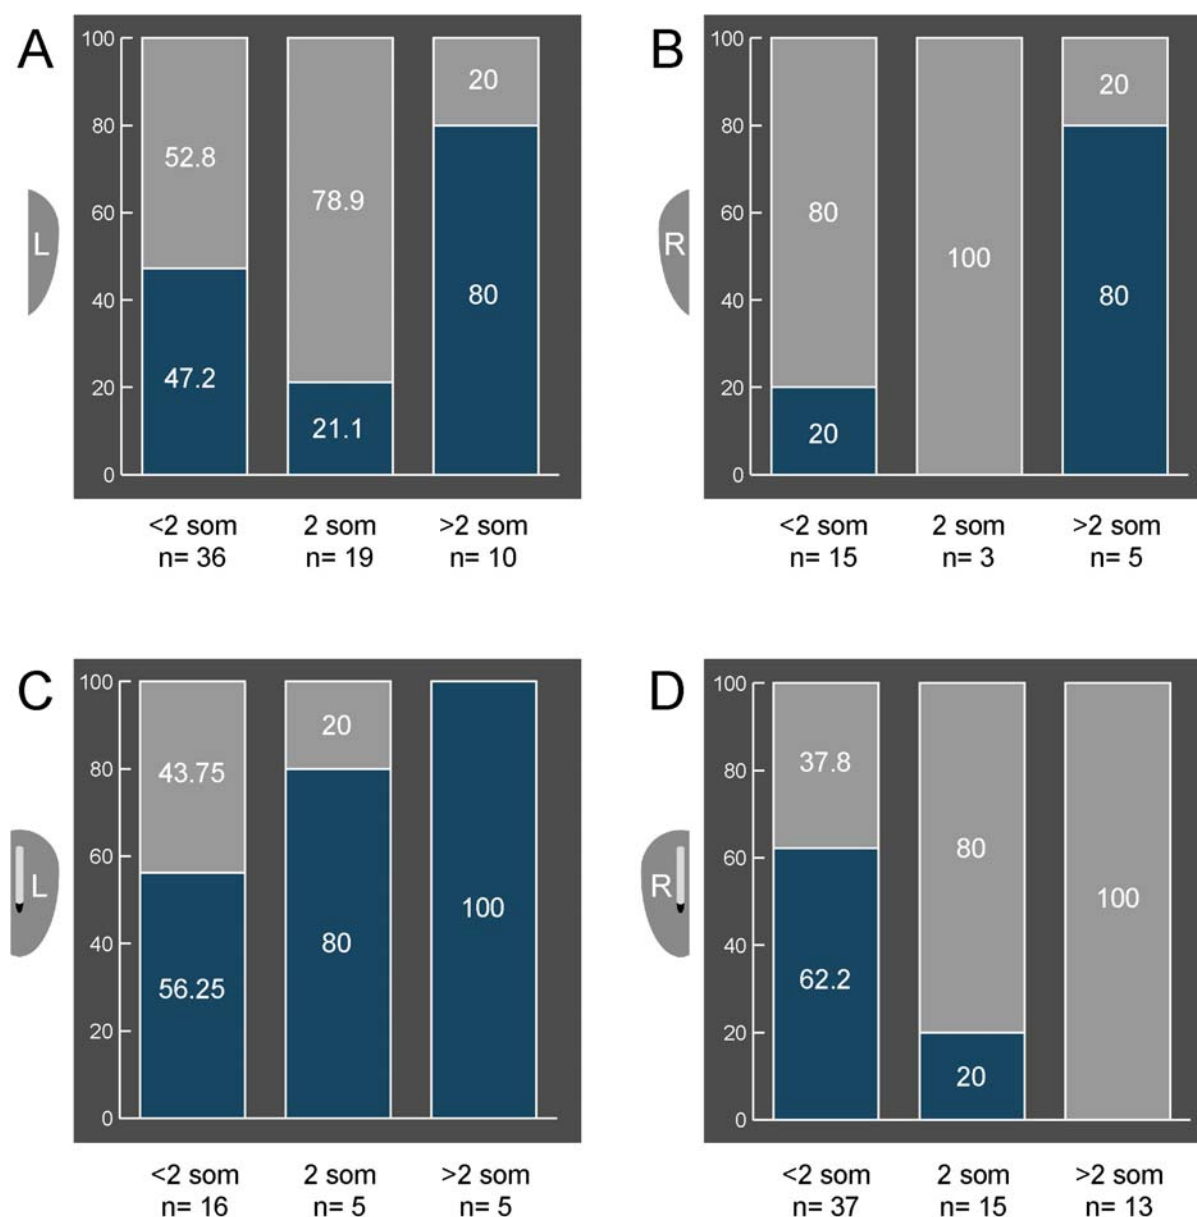 A
100
80
60
40
20
0
52.8
47.2
78.9
21.1
20
80
L
<2 som
n= 36
2 som
n= 19
>2 som
n= 10
B
100
80
60
40
20
0
80
20
100
20
80
R
<2 som
n= 15
2 som
n= 3
>2 som
n= 5
C
100
80
60
40
20
0
43.75
56.25
20
80
100
L
<2 som
n= 16
2 som
n= 5
>2 som
n= 5
D
100
80
60
40
20
0
37.8
62.2
80
20
100
R
<2 som
n= 37
2 som
n= 15
>2 som
n= 13